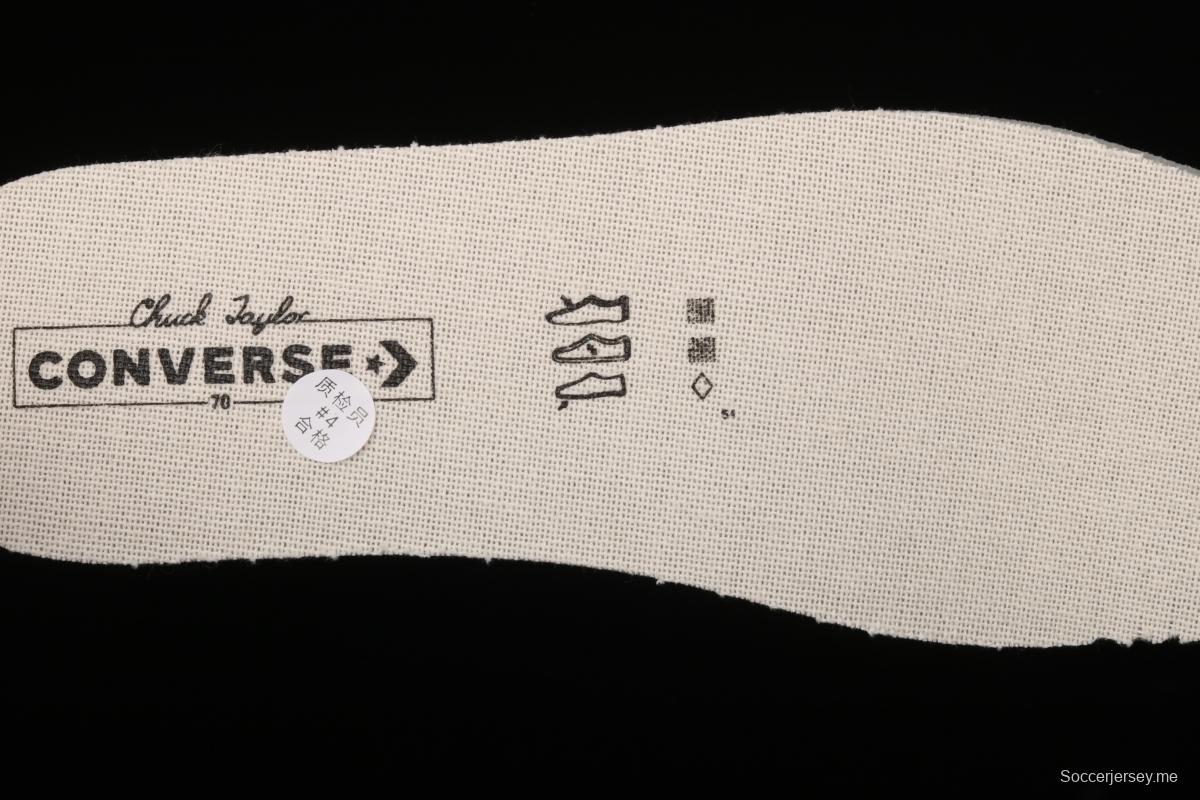 Chuck Taylor
CONVERSE
70
质检员
#4
合格
54
Soccerjersey.me